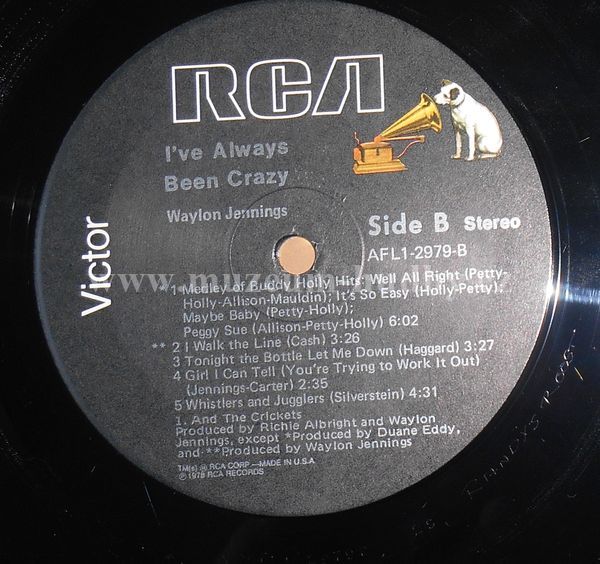 RCA
Victor
I've Always
Been Crazy
Waylon Jennings
Side B Stereo
AFL1-2979-B
* 1 Medley of Buddy Holly Hits: Well All Right (Petty-
Holly-Allison-Mauldin); It's So Easy (Holly-Petty);
Maybe Baby (Petty-Holly);
Peggy Sue (Allison-Petty-Holly) 6:02
** 2 I Walk the Line (Cash) 3:26
3 Tonight the Bottle Let Me Down (Haggard) 3:27
4 Girl I Can Tell (You're Trying to Work It Out)
(Jennings-Carter) 2:35
5 Whistlers and Jugglers (Silverstein) 4:31
1. And The Crickets
Produced by Richie Albright and Waylon
Jennings, except *Produced by Duane Eddy,
and **Produced by Waylon Jennings
TM(s) ® RCA CORP.—MADE IN U.S.A.
℗ 1978 RCA RECORDS